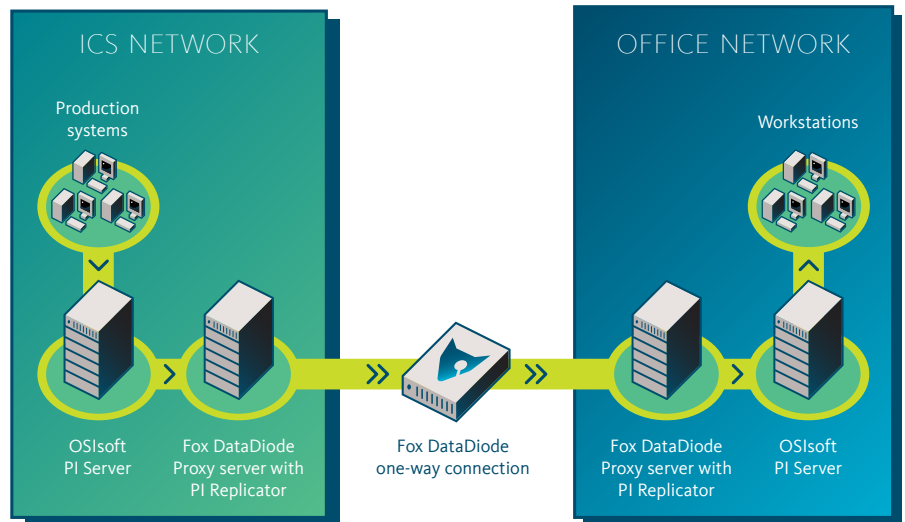 ICS NETWORK
Production
systems
OSIsoft
PI Server
Fox DataDiode
Proxy server with
PI Replicator
Fox DataDiode
one-way connection
OFFICE NETWORK
Workstations
Fox DataDiode
Proxy server with
PI Replicator
OSIsoft
PI Server